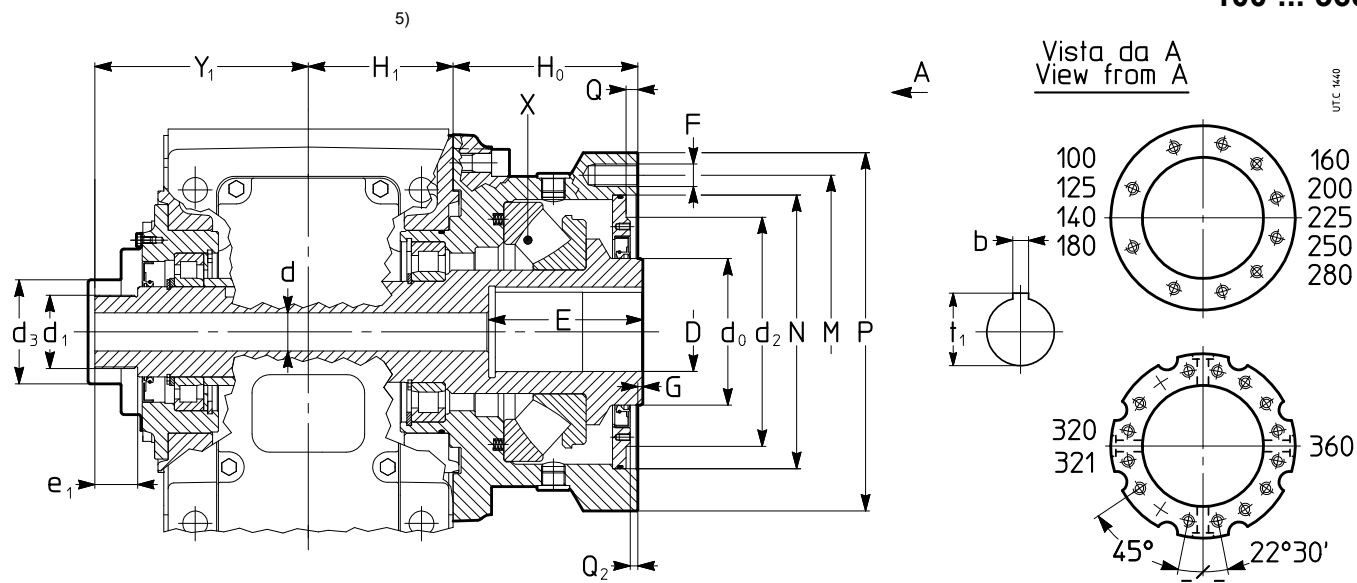 5)
Y₁
H₁
H₀
Q
A
X
F
d
d₃
d₁
E
D
d₀
d₂
N
M
P
G
e₁
Q₂
Vista da A
View from A
UT.C 1440
100
125
140
180
160
200
225
250
280
b
t₁
320
321
360
45°
22°30'